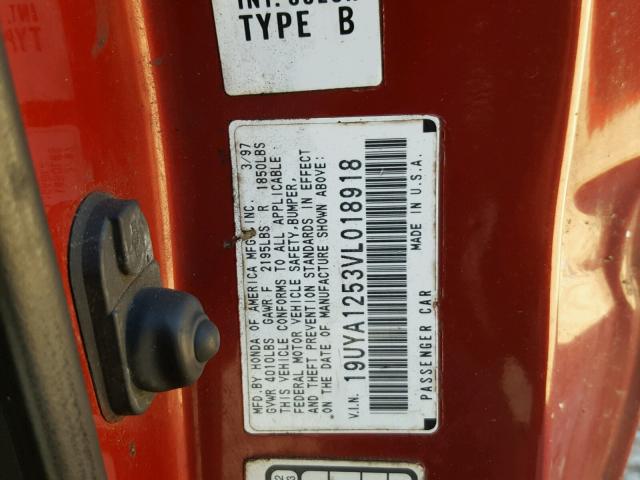 TYPE B
MFD. BY HONDA OF AMERICA MFG., INC. 3/97
GVWR 4010LBS GAWR F 2195LBS R 1850LBS
THIS VEHICLE CONFORMS TO ALL APPLICABLE
FEDERAL MOTOR VEHICLE SAFETY, BUMPER,
AND THEFT PREVENTION STANDARDS IN EFFECT
ON THE DATE OF MANUFACTURE SHOWN ABOVE.
V.I.N. 19UYA1253VL018918
PASSENGER CAR MADE IN U.S.A.